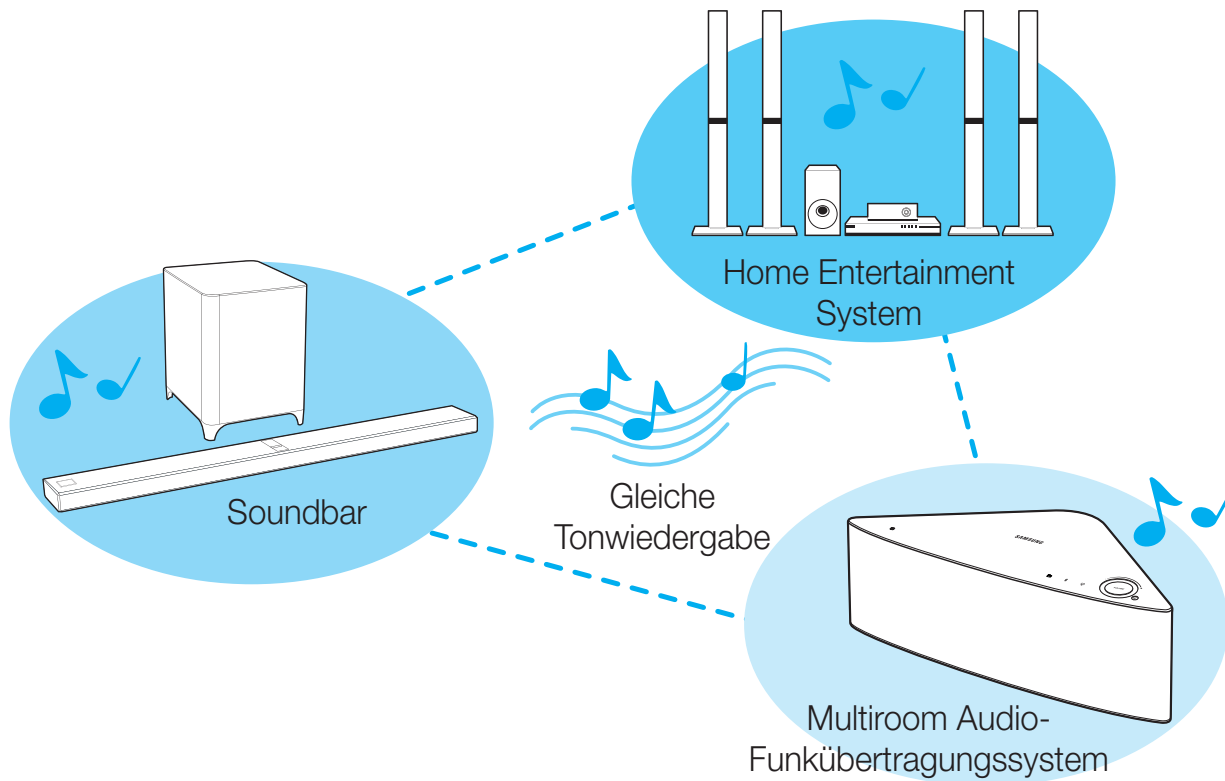 Home Entertainment
System
Soundbar
Gleiche
Tonwiedergabe
SAMSUNG
Multiroom Audio-
Funkübertragungssystem